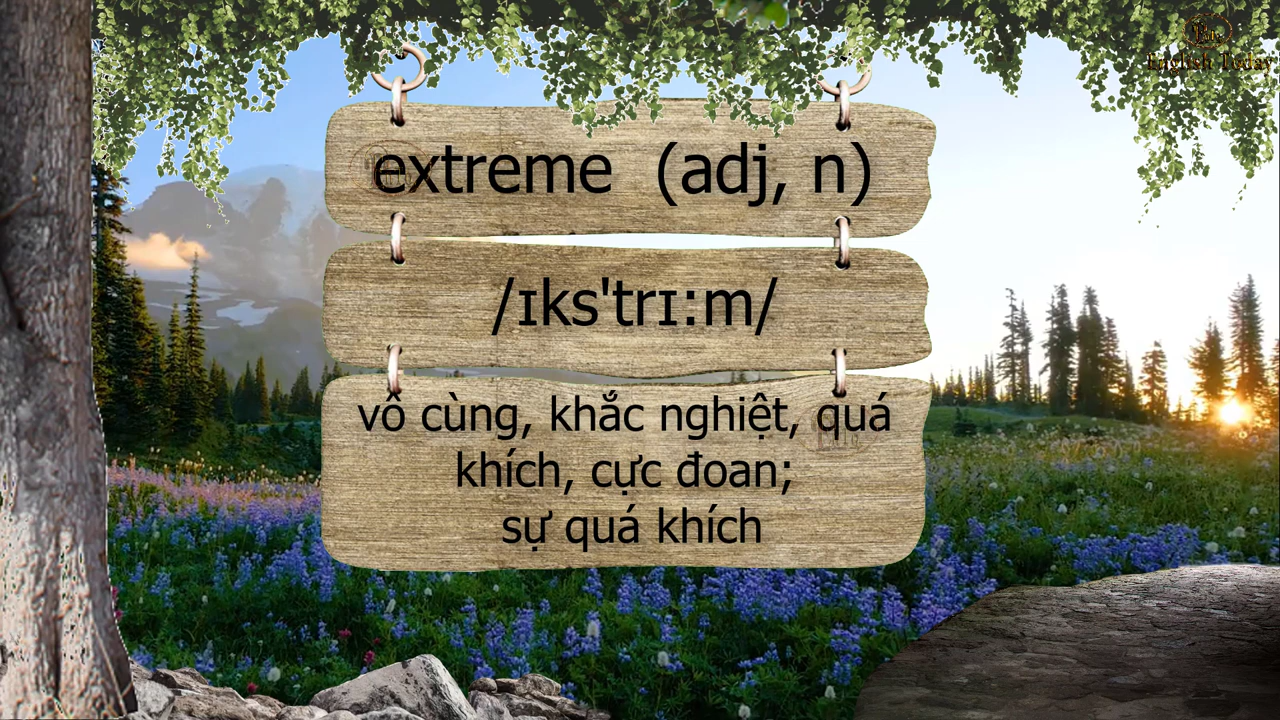 English Today
extreme (adj, n)
/ɪks'trɪ:m/
vô cùng, khắc nghiệt, quá
khích, cực đoan;
sự quá khích